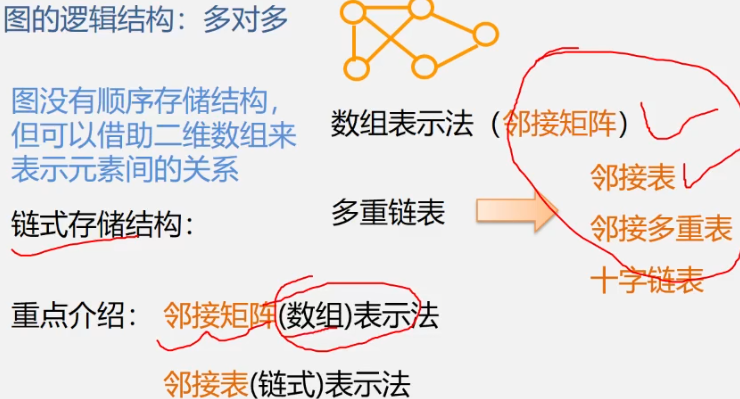 图的逻辑结构：多对多
图没有顺序存储结构，
但可以借助二维数组来
表示元素间的关系
数组表示法（邻接矩阵）
链式存储结构：
多重链表
邻接表
邻接多重表
十字链表
重点介绍：邻接矩阵(数组)表示法
邻接表(链式)表示法